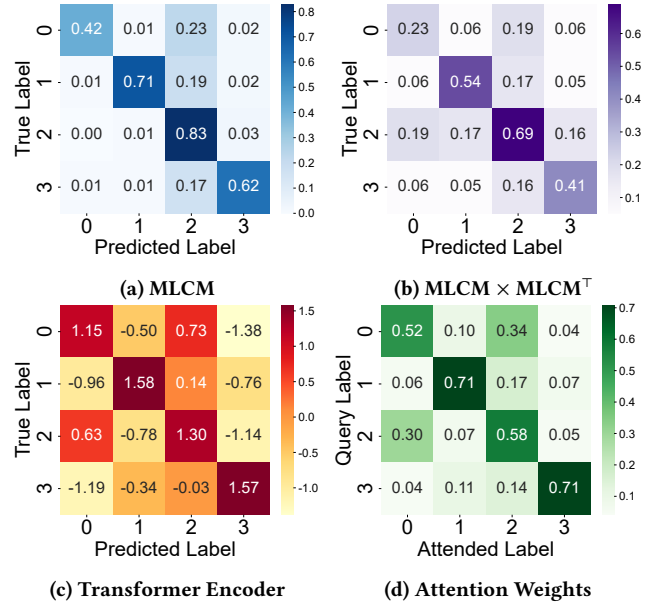 0 0.42 0.01 0.23 0.02
1 0.01 0.71 0.19 0.02
2 0.00 0.01 0.83 0.03
3 0.01 0.01 0.17 0.62
0 1 2 3
True Label
Predicted Label
0.8
0.7
0.6
0.5
0.4
0.3
0.2
0.1
0.0
(a) MLCM
0 0.23 0.06 0.19 0.06
1 0.06 0.54 0.17 0.05
2 0.19 0.17 0.69 0.16
3 0.06 0.05 0.16 0.41
0 1 2 3
True Label
Predicted Label
0.6
0.5
0.4
0.3
0.2
0.1
(b) MLCM × MLCM⊤
0 1.15 -0.50 0.73 -1.38
1 -0.96 1.58 0.14 -0.76
2 0.63 -0.78 1.30 -1.14
3 -1.19 -0.34 -0.03 1.57
0 1 2 3
True Label
Predicted Label
1.5
1.0
0.5
0.0
-0.5
-1.0
(c) Transformer Encoder
0 0.52 0.10 0.34 0.04
1 0.06 0.71 0.17 0.07
2 0.30 0.07 0.58 0.05
3 0.04 0.11 0.14 0.71
0 1 2 3
Query Label
Attended Label
0.7
0.6
0.5
0.4
0.3
0.2
0.1
(d) Attention Weights